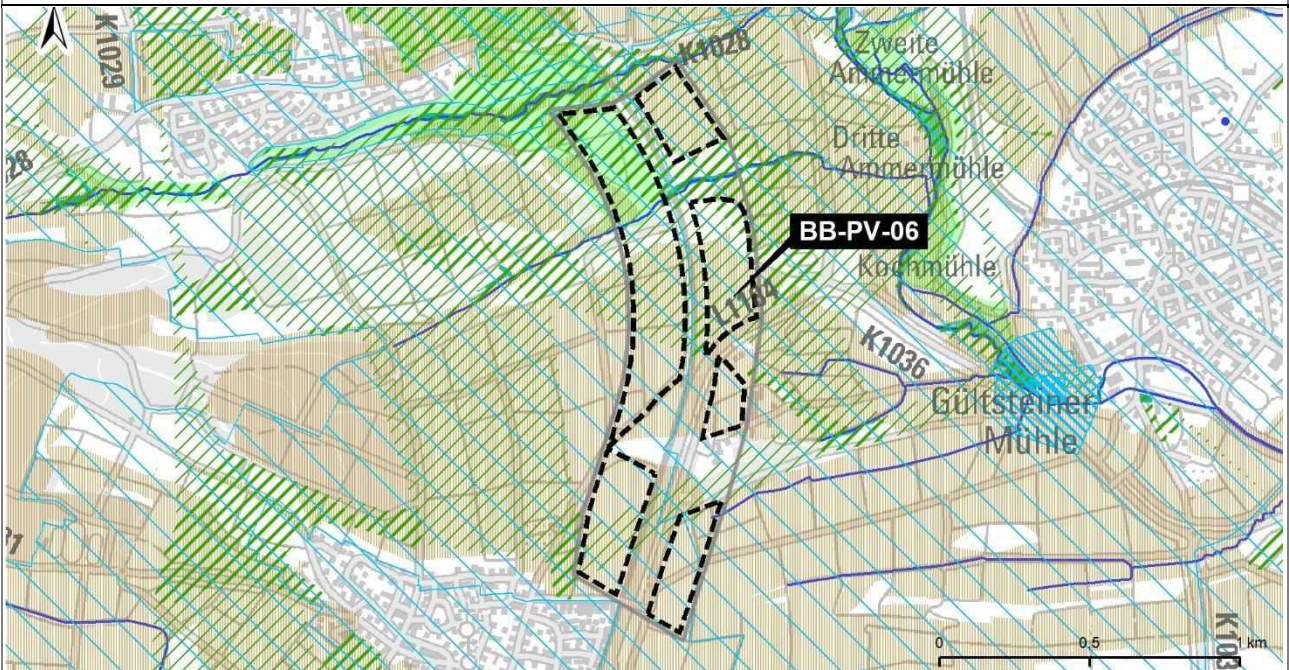 K1029
K1028
Zweite
Ammermühle
Dritte
Ammermühle
28
BB-PV-06
Kochmühle
L1184
K1036
Gültsteiner
Mühle
0 0,5 1 km